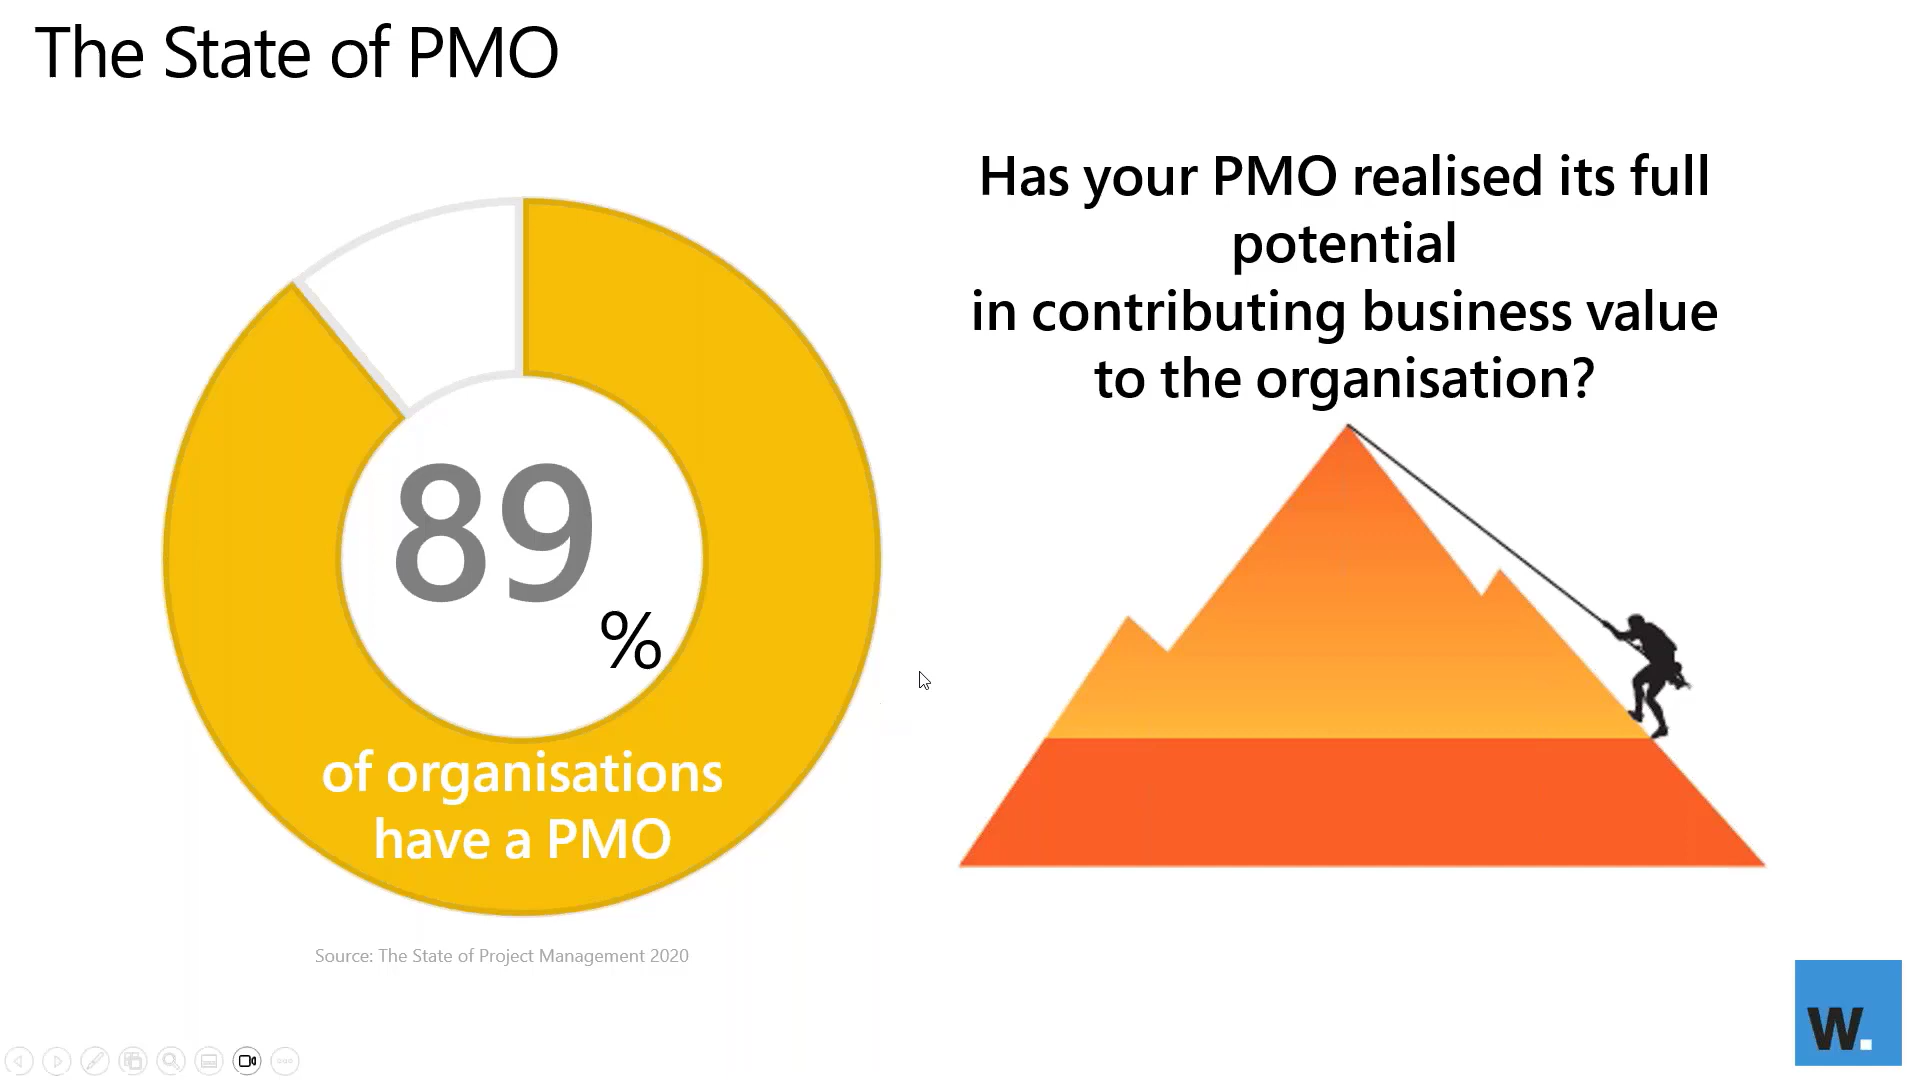 The State of PMO
89
%
of organisations
have a PMO
Source: The State of Project Management 2020
Has your PMO realised its full
potential
in contributing business value
to the organisation?
W.